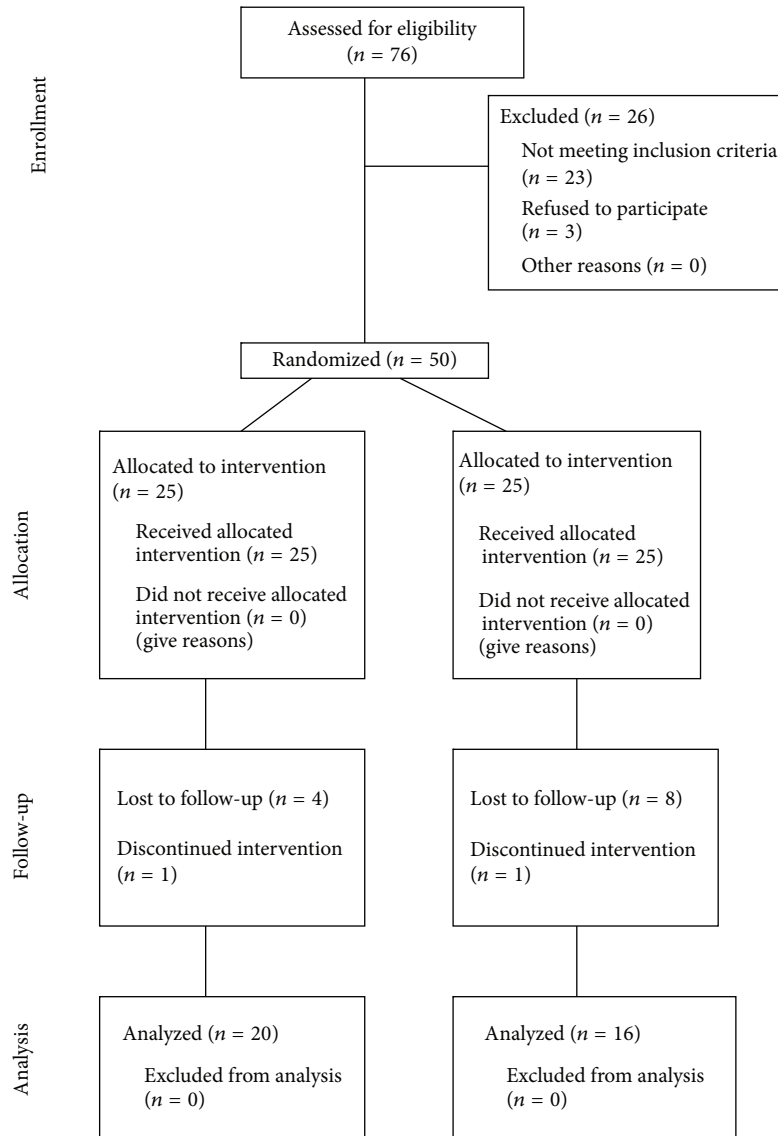 Enrollment
Assessed for eligibility
(n = 76)
Excluded (n = 26)
Not meeting inclusion criteria
(n = 23)
Refused to participate
(n = 3)
Other reasons (n = 0)
Randomized (n = 50)
Allocation
Allocated to intervention
(n = 25)
Received allocated
intervention (n = 25)
Did not receive allocated
intervention (n = 0)
(give reasons)
Allocated to intervention
(n = 25)
Received allocated
intervention (n = 25)
Did not receive allocated
intervention (n = 0)
(give reasons)
Follow-up
Lost to follow-up (n = 4)
Discontinued intervention
(n = 1)
Lost to follow-up (n = 8)
Discontinued intervention
(n = 1)
Analysis
Analyzed (n = 20)
Excluded from analysis
(n = 0)
Analyzed (n = 16)
Excluded from analysis
(n = 0)